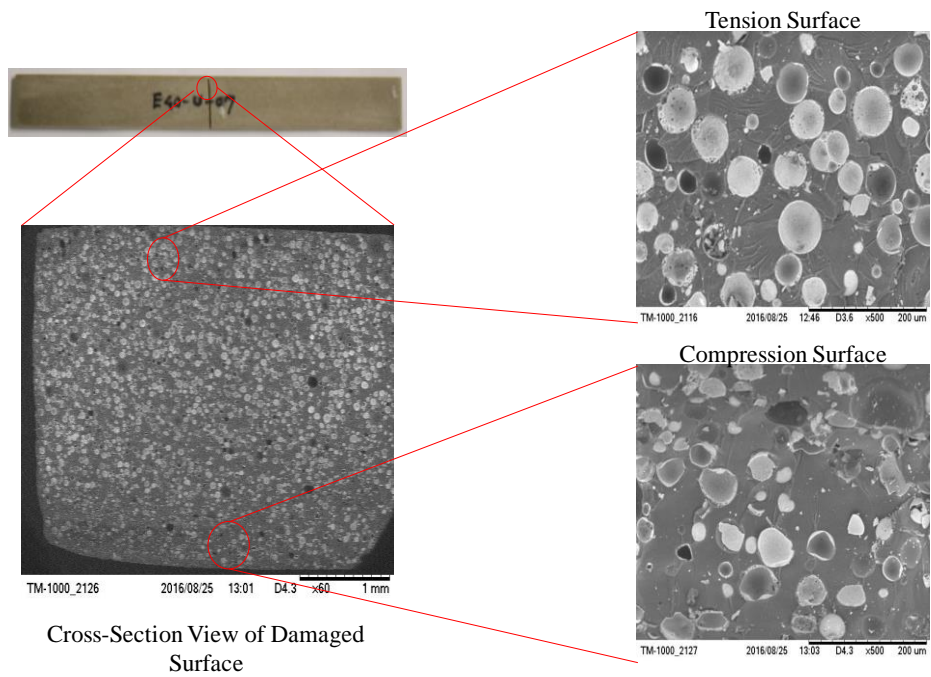 Tension Surface
E40-U-07
TM-1000_2116 2016/08/25 12:46 D3.6 x500 200 um
Compression Surface
TM-1000_2126 2016/08/25 13:01 D4.3 x60 1 mm
TM-1000_2127 2016/08/25 13:03 D4.3 x500 200 um
Cross-Section View of Damaged
Surface